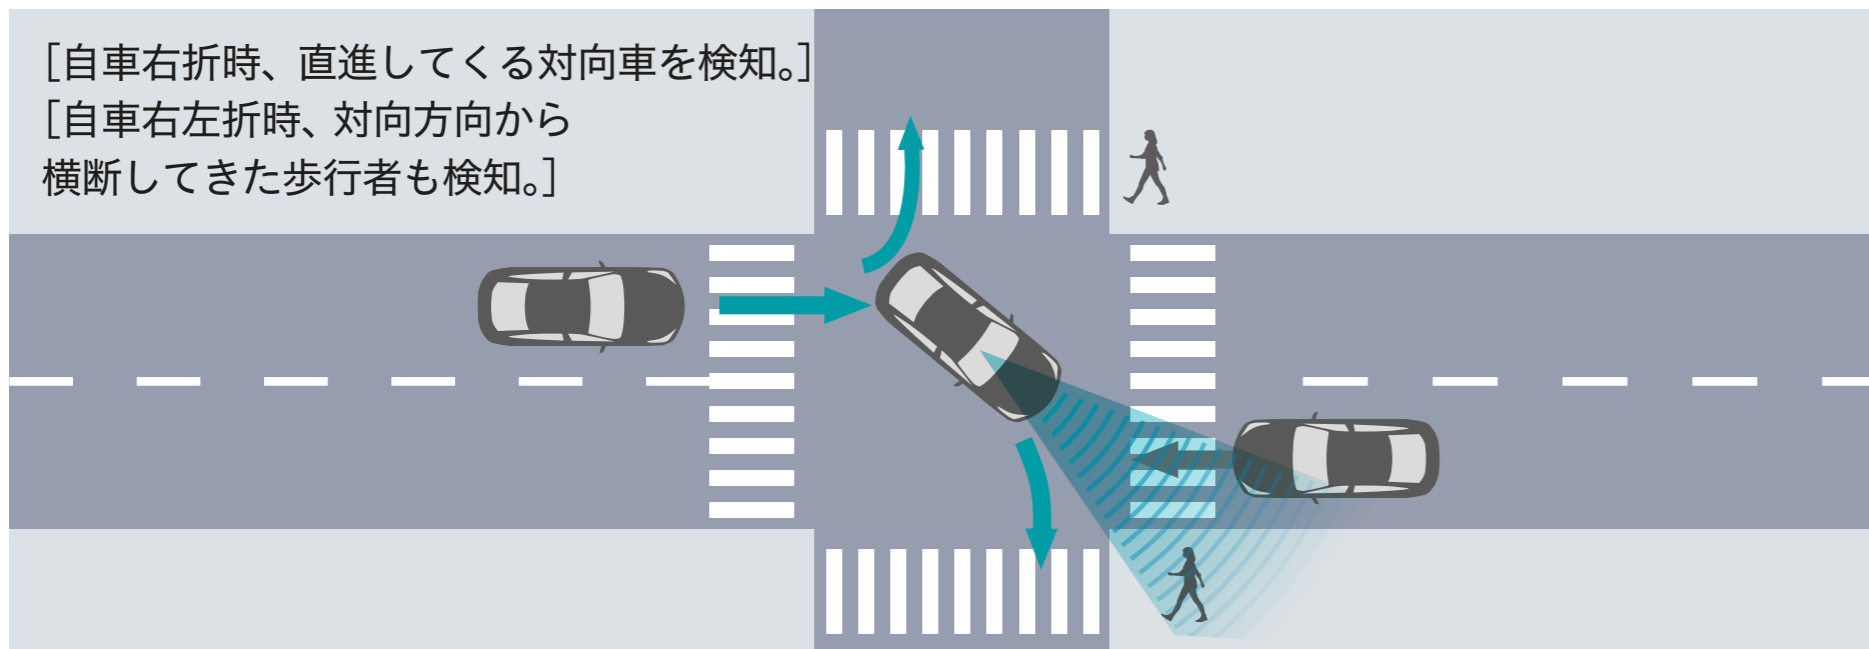 [自車右折時、直進してくる対向車を検知。]
[自車右左折時、対向方向から
横断してきた歩行者も検知。]